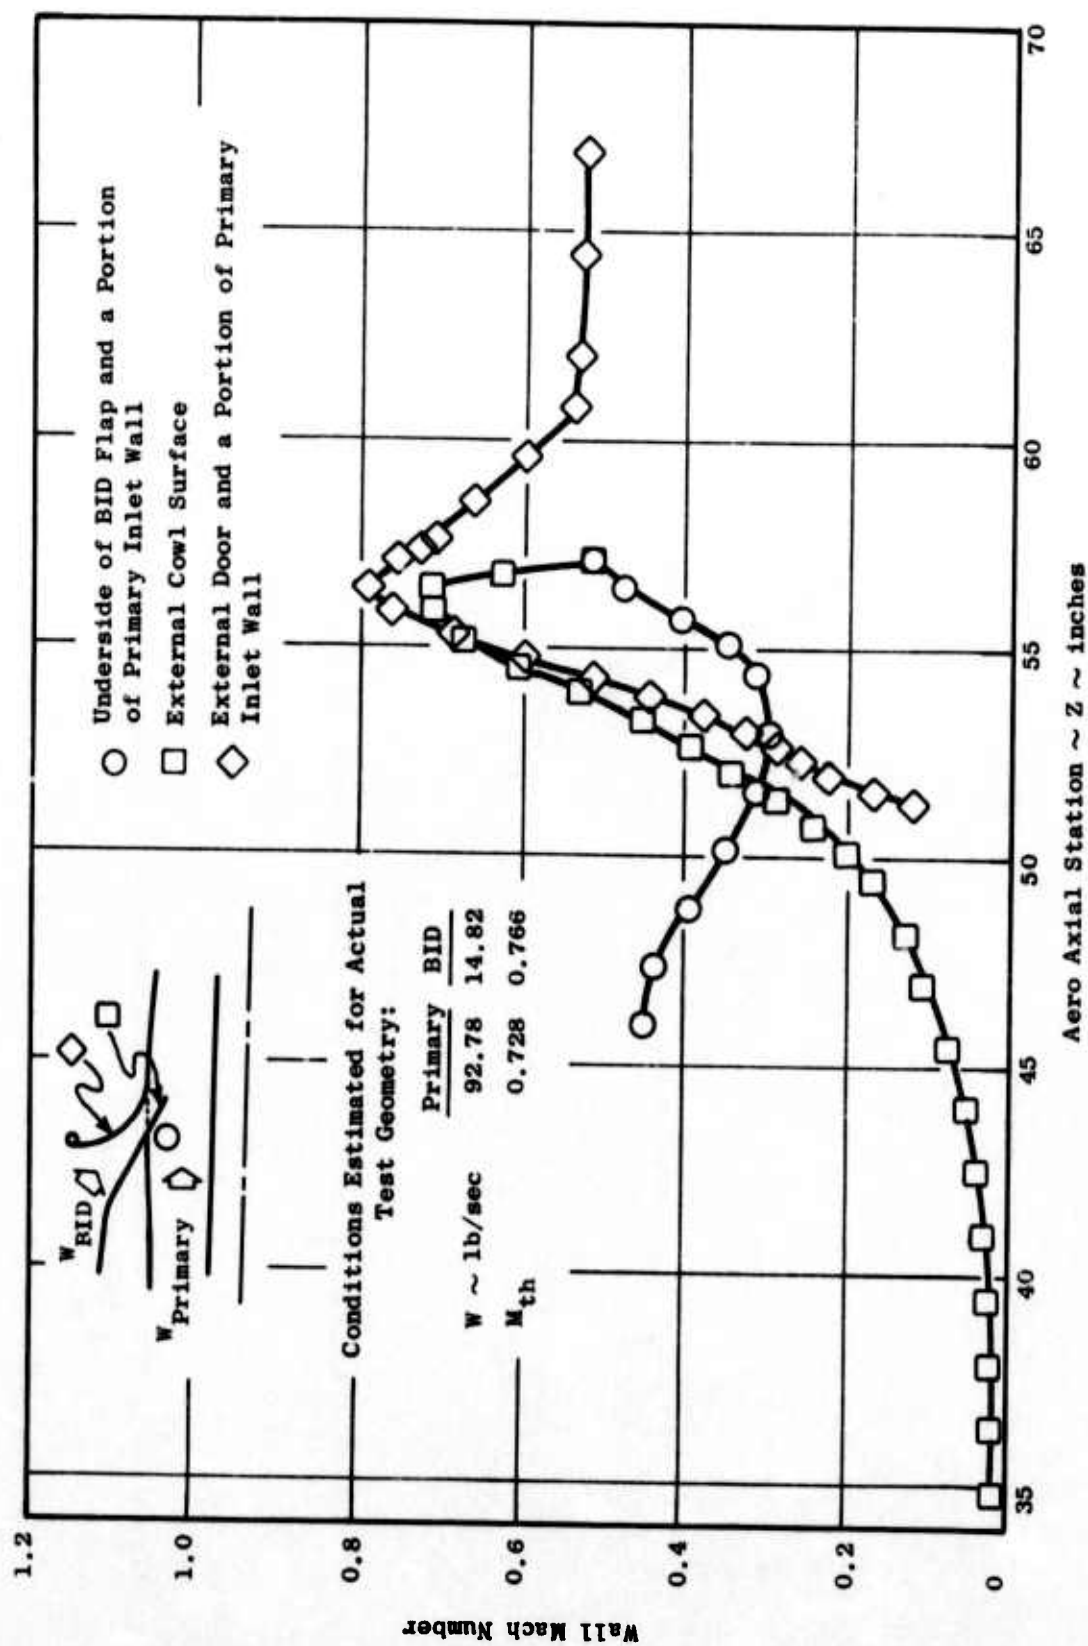 Underside of BID Flap and a Portion
of Primary Inlet Wall
External Cowl Surface
External Door and a Portion of Primary
Inlet Wall
W BID
W Primary
Conditions Estimated for Actual
Test Geometry:
Primary BID
W ~ lb/sec 92.78 14.82
M th 0.728 0.766
Wall Mach Number
1.2
1.0
0.8
0.6
0.4
0.2
0
35 40 45 50 55 60 65 70
Aero Axial Station ~ Z ~ inches